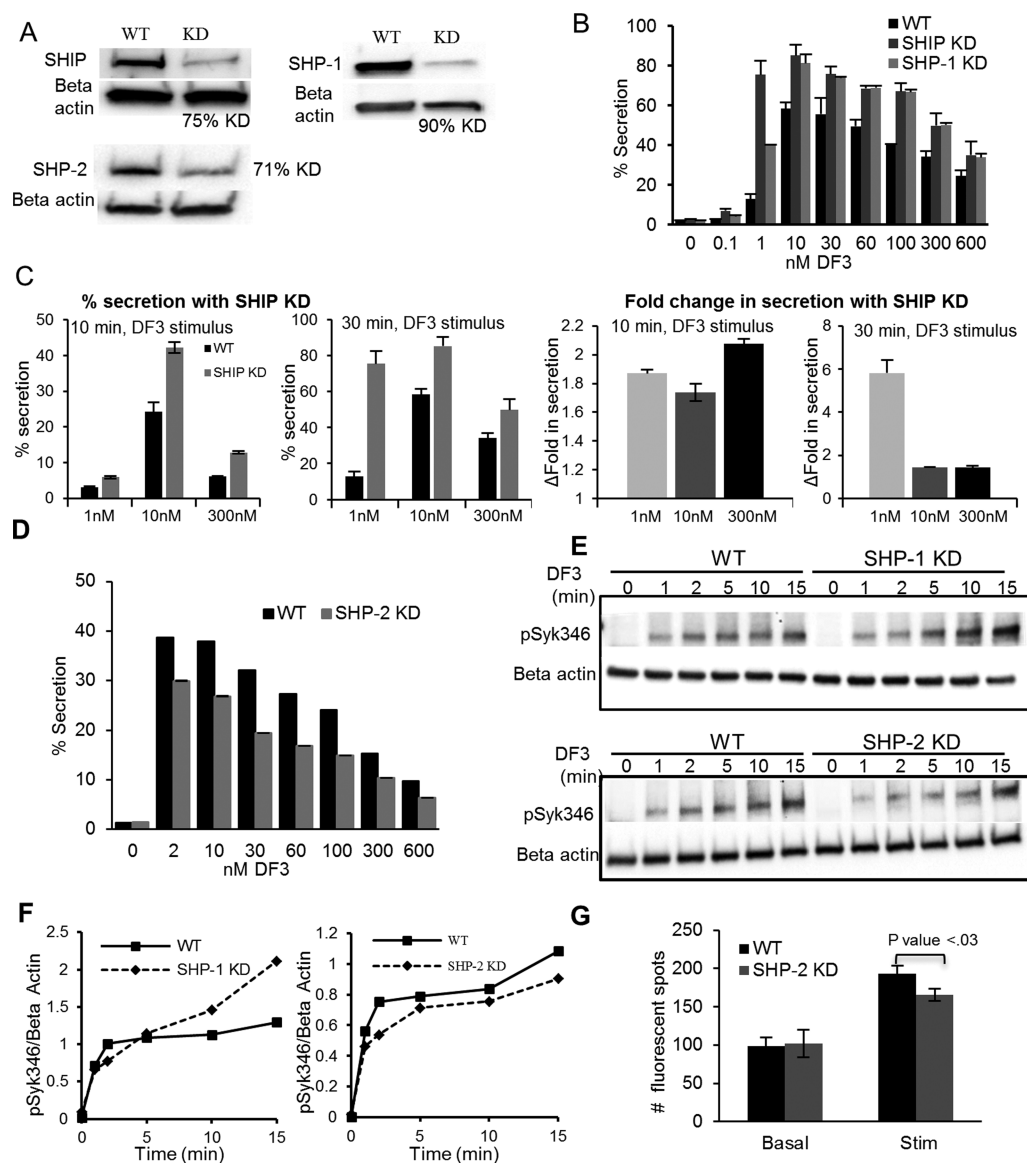 A
WT KD
SHIP
Beta
actin
75% KD
WT KD
SHP-1
Beta
actin
90% KD
SHP-2
71% KD
Beta actin
B
WT
SHIP KD
SHP-1 KD
% Secretion
100
80
60
40
20
0
0 0.1 1 10 30 60 100 300 600
nM DF3
C
% secretion with SHIP KD
10 min, DF3 stimulus
WT
SHIP KD
% secretion
50
40
30
20
10
0
1nM 10nM 300nM
30 min, DF3 stimulus
% secretion
100
80
60
40
20
0
1nM 10nM 300nM
Fold change in secretion with SHIP KD
10 min, DF3 stimulus
ΔFold in secretion
2.2
2
1.8
1.6
1.4
1.2
1
1nM 10nM 300nM
30 min, DF3 stimulus
ΔFold in secretion
8
6
4
2
0
1nM 10nM 300nM
D
WT SHP-2 KD
% Secretion
50
40
30
20
10
0
0 2 10 30 60 100 300 600
nM DF3
E
WT SHP-1 KD
DF3
(min)
0 1 2 5 10 15 0 1 2 5 10 15
pSyk346
Beta actin
WT SHP-2 KD
DF3
(min)
0 1 2 5 10 15 0 1 2 5 10 15
pSyk346
Beta actin
F
WT
SHP-1 KD
pSyk346/Beta Actin
2.5
2
1.5
1
0.5
0
0 5 10 15
Time (min)
WT
SHP-2 KD
pSyk346/Beta Actin
1.2
1
0.8
0.6
0.4
0.2
0
0 5 10 15
Time (min)
G
WT
SHP-2 KD
P value <.03
# fluorescent spots
250
200
150
100
50
0
Basal Stim